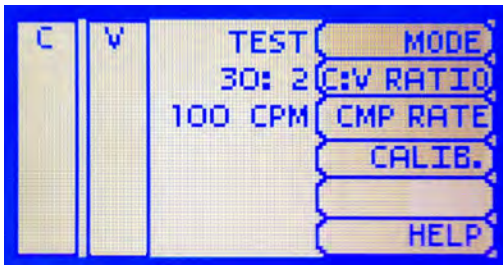 C V TEST MODE
30: 2 C:V RATIO
100 CPM CMP RATE
CALIB.
HELP